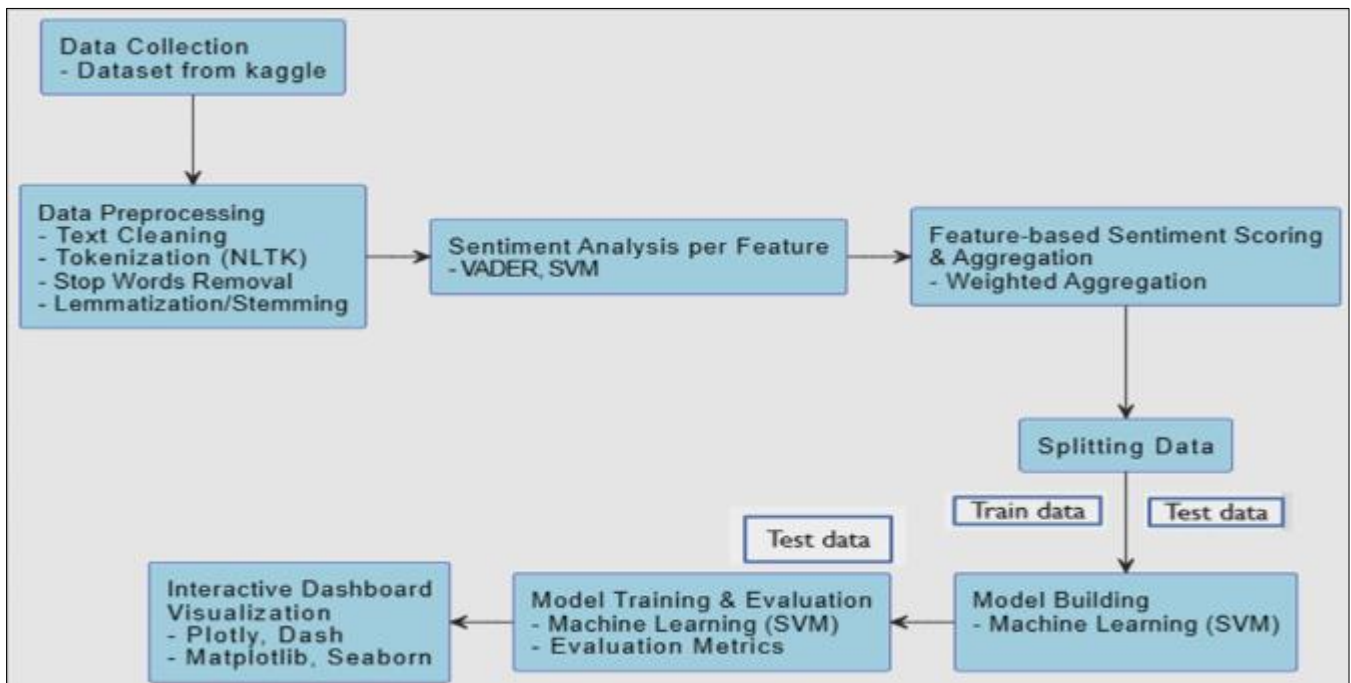 Data Collection
- Dataset from kaggle
Data Preprocessing
- Text Cleaning
- Tokenization (NLTK)
- Stop Words Removal
- Lemmatization/Stemming
Sentiment Analysis per Feature
- VADER, SVM
Feature-based Sentiment Scoring
& Aggregation
- Weighted Aggregation
Splitting Data
Train data
Test data
Test data
Model Building
- Machine Learning (SVM)
Model Training & Evaluation
- Machine Learning (SVM)
- Evaluation Metrics
Interactive Dashboard
Visualization
- Plotly, Dash
- Matplotlib, Seaborn